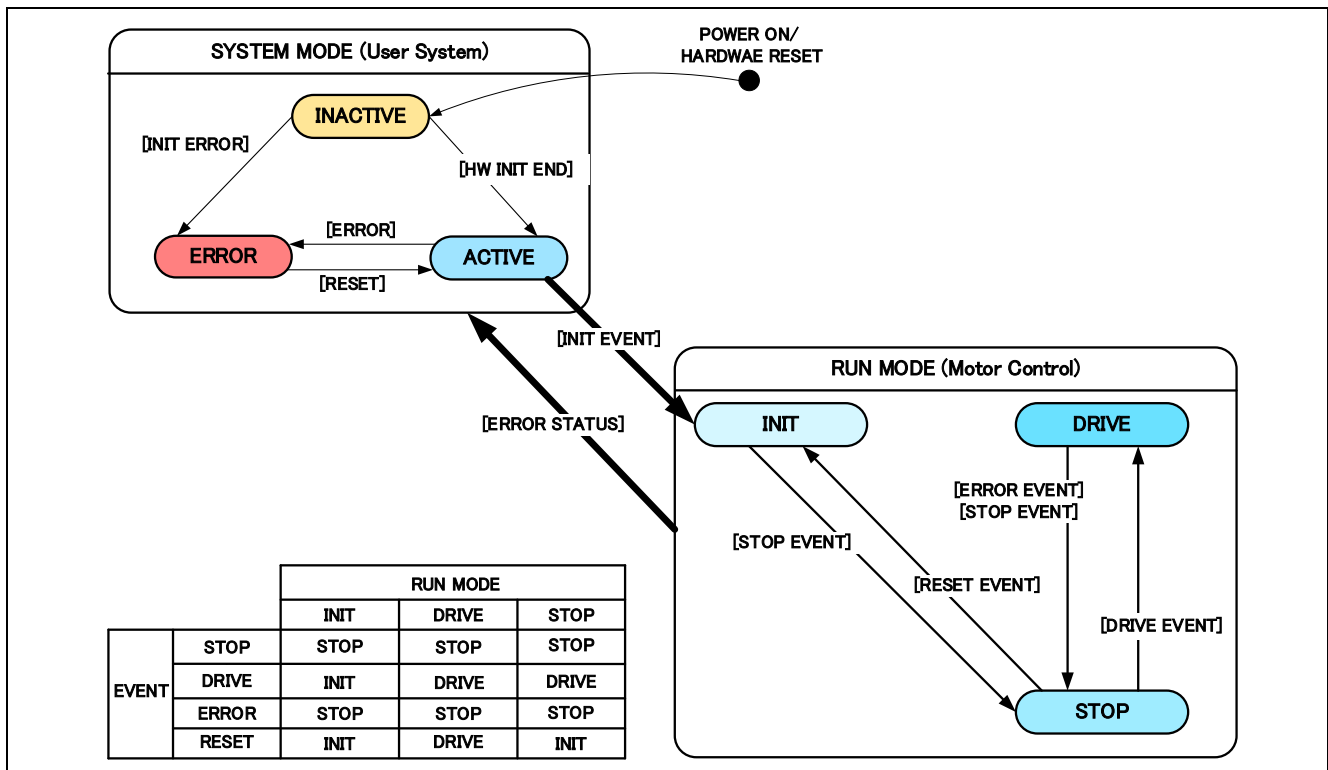 SYSTEM MODE (User System)
POWER ON/
HARDWAE RESET
INACTIVE
[INIT ERROR]
[HW INIT END]
[ERROR]
ERROR
ACTIVE
[RESET]
[INIT EVENT]
[ERROR STATUS]
RUN MODE (Motor Control)
INIT
DRIVE
[ERROR EVENT]
[STOP EVENT]
[STOP EVENT]
[RESET EVENT]
[DRIVE EVENT]
STOP
RUN MODE
INIT DRIVE STOP
EVENT
STOP STOP STOP STOP
DRIVE INIT DRIVE DRIVE
ERROR STOP STOP STOP
RESET INIT DRIVE INIT